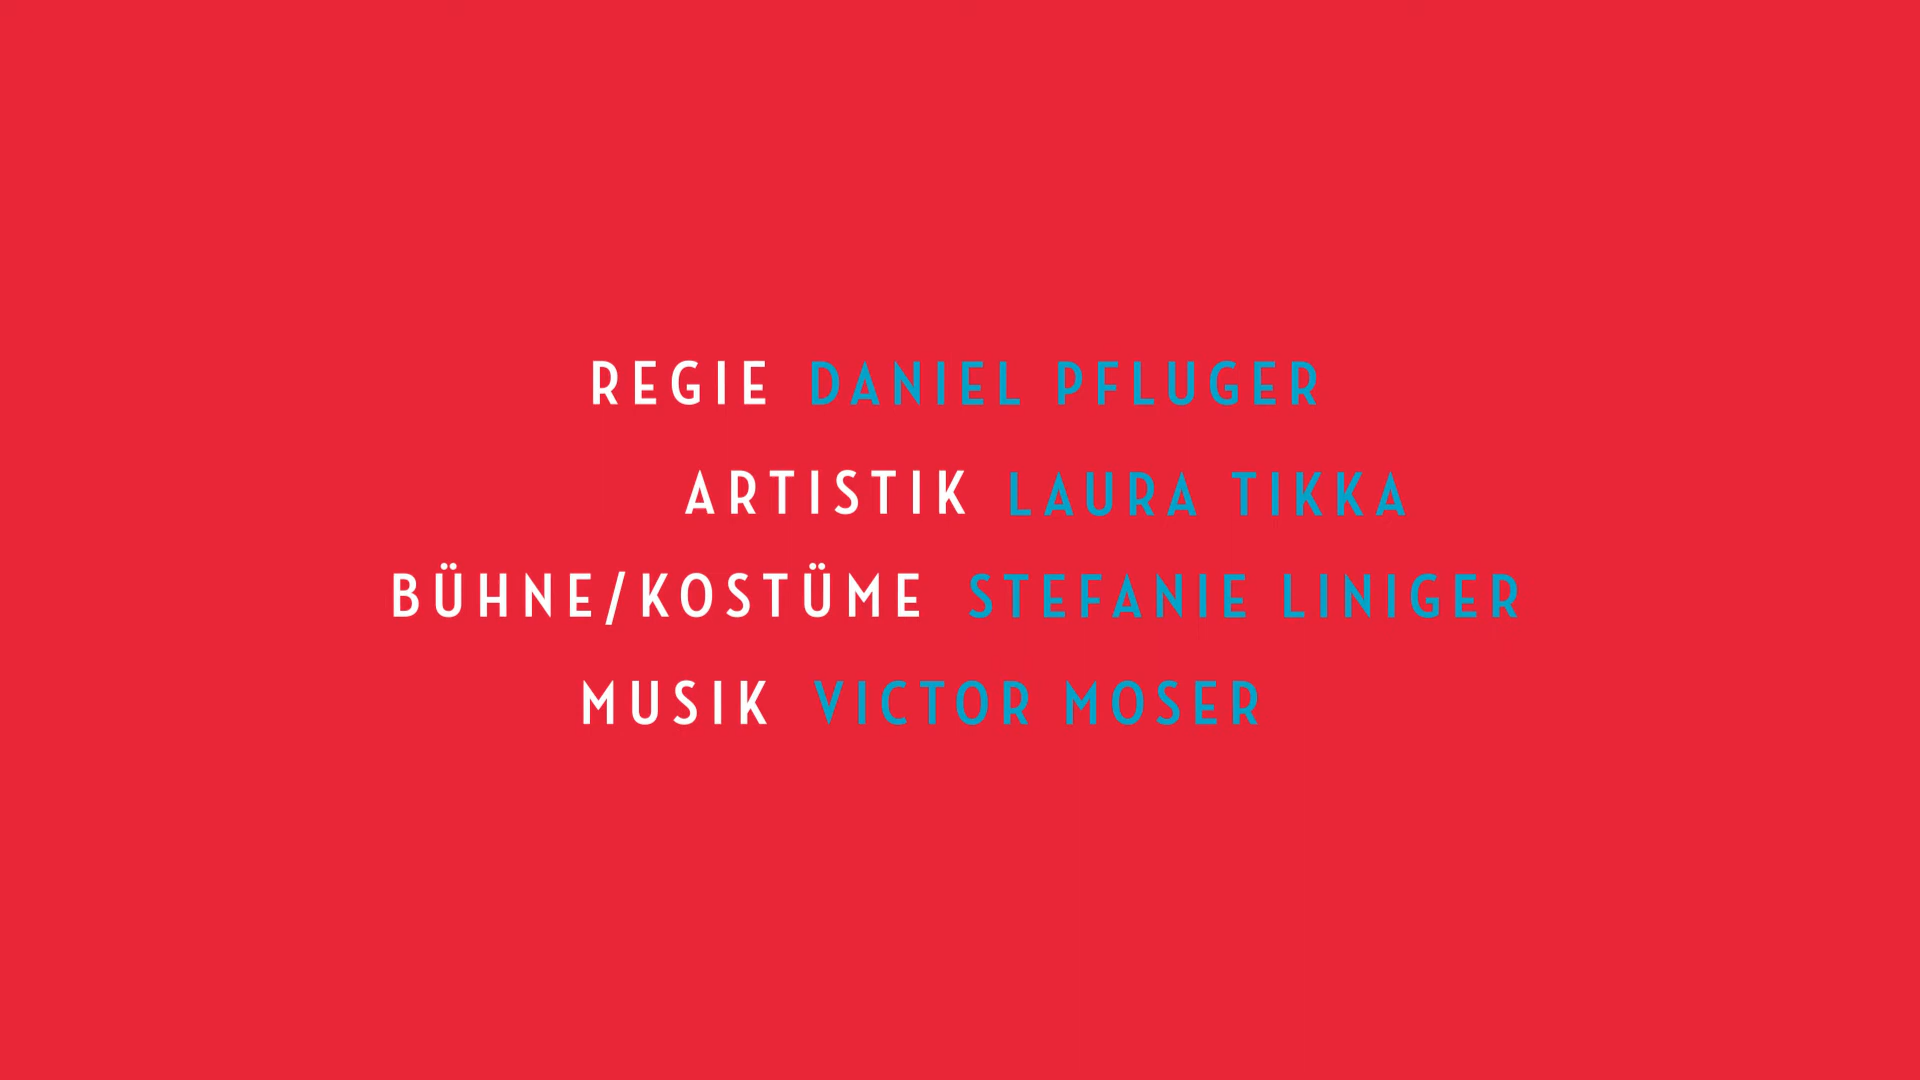 REGIE DANIEL PFLUGER
ARTISTIK LAURA TIKKA
BÜHNE/KOSTÜME STEFANIE LINIGER
MUSIK VICTOR MOSER